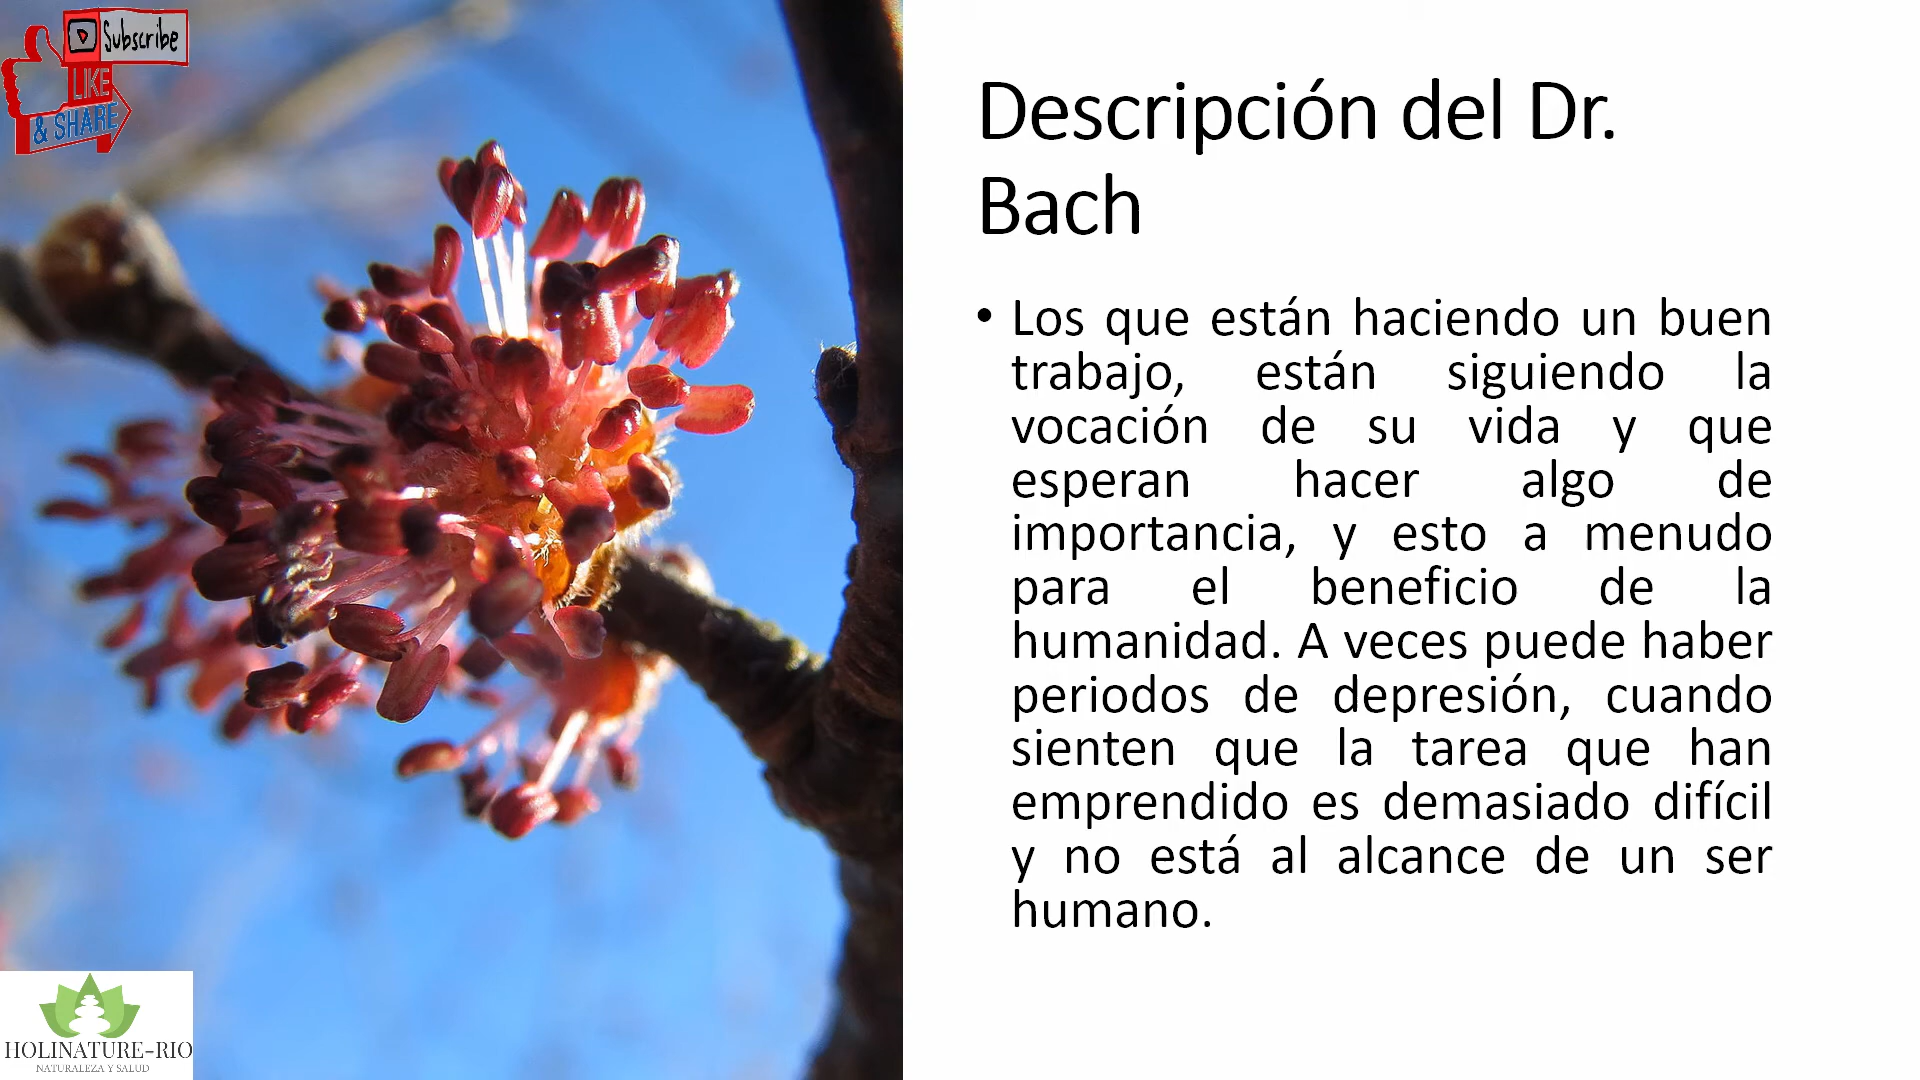 Subscribe
LIKE
& SHARE
Descripción del Dr.
Bach
• Los que están haciendo un buen
trabajo, están siguiendo la
vocación de su vida y que
esperan hacer algo de
importancia, y esto a menudo
para el beneficio de la
humanidad. A veces puede haber
periodos de depresión, cuando
sienten que la tarea que han
emprendido es demasiado difícil
y no está al alcance de un ser
humano.
HOLINATURE-RIO
NATURALEZA Y SALUD